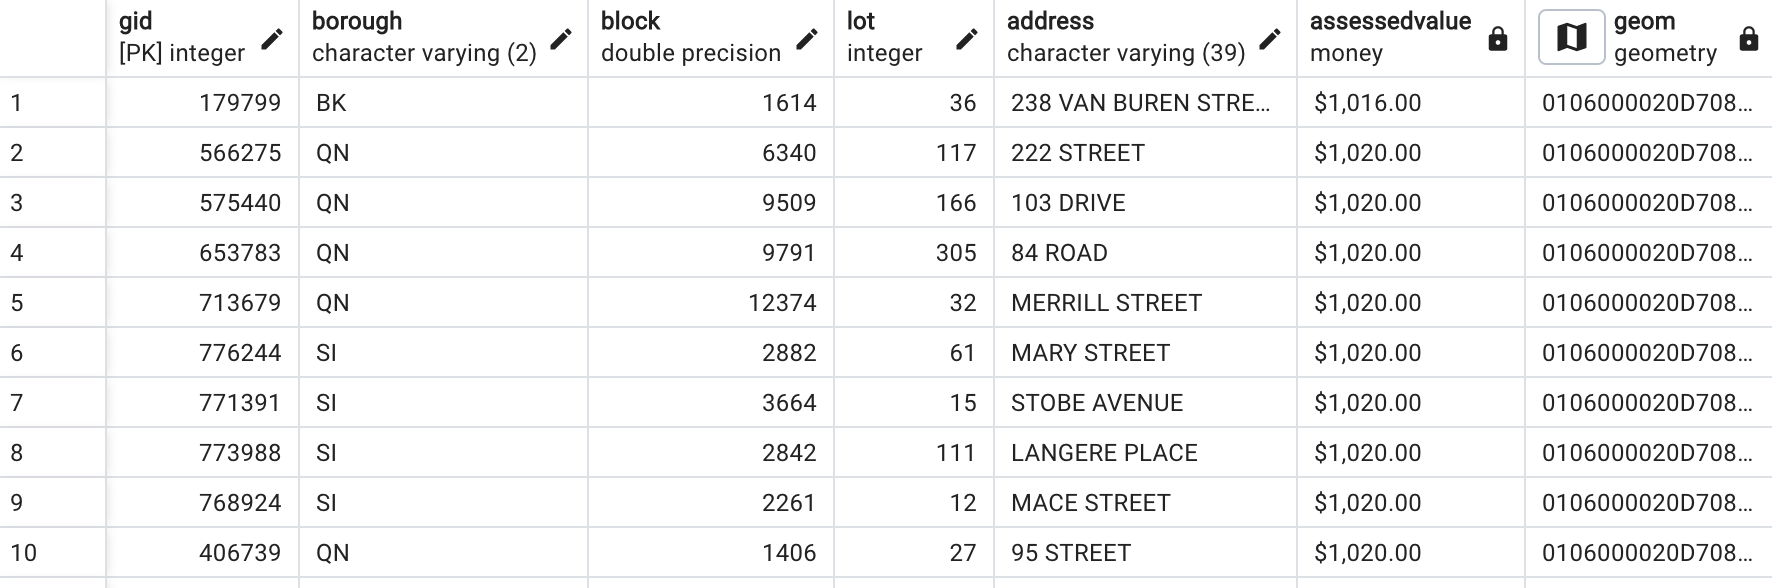 gid borough block lot address assessedvalue geom
[PK] integer character varying (2) double precision integer character varying (39) money geometry
1 179799 BK 1614 36 238 VAN BUREN STRE... $1,016.00 0106000020D708...
2 566275 QN 6340 117 222 STREET $1,020.00 0106000020D708...
3 575440 QN 9509 166 103 DRIVE $1,020.00 0106000020D708...
4 653783 QN 9791 305 84 ROAD $1,020.00 0106000020D708...
5 713679 QN 12374 32 MERRILL STREET $1,020.00 0106000020D708...
6 776244 SI 2882 61 MARY STREET $1,020.00 0106000020D708...
7 771391 SI 3664 15 STOBE AVENUE $1,020.00 0106000020D708...
8 773988 SI 2842 111 LANGERE PLACE $1,020.00 0106000020D708...
9 768924 SI 2261 12 MACE STREET $1,020.00 0106000020D708...
10 406739 QN 1406 27 95 STREET $1,020.00 0106000020D708...